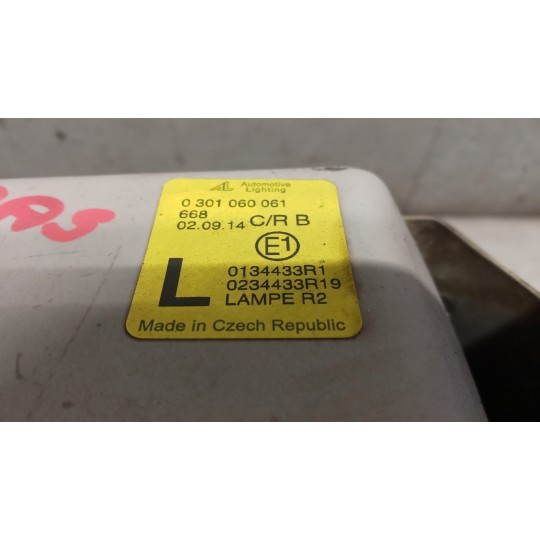 AL Automotive
Lighting
0 301 060 061
668
02.09.14 C/R B
E1
L
0134433R1
0234433R19
LAMPE R2
Made in Czech Republic